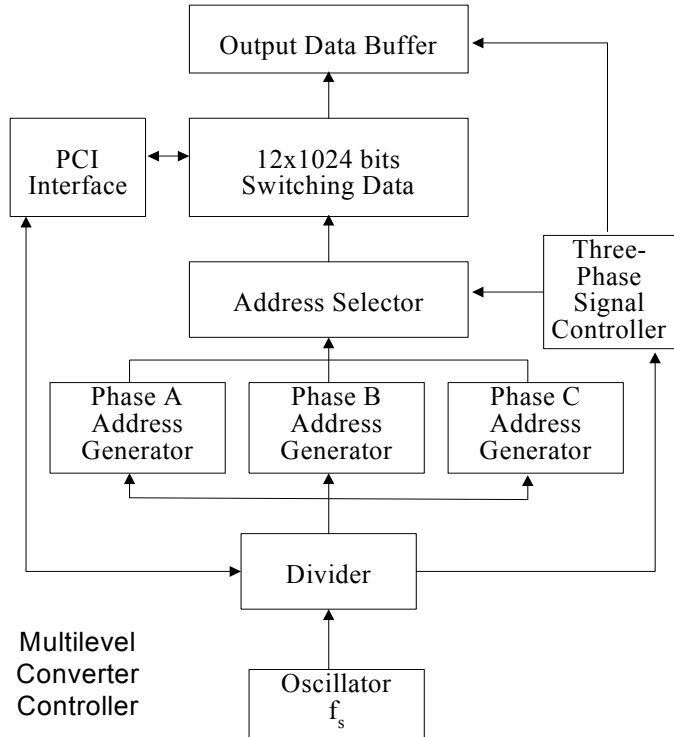 Output Data Buffer
PCI
Interface
12x1024 bits
Switching Data
Three-
Phase
Signal
Controller
Address Selector
Phase A
Address
Generator
Phase B
Address
Generator
Phase C
Address
Generator
Divider
Multilevel
Converter
Controller
Oscillator
fs